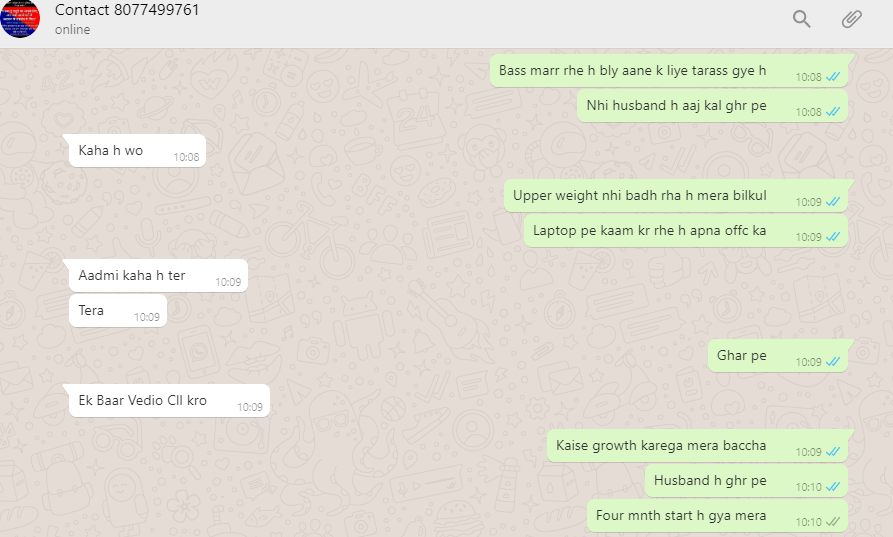 Contact 8077499761
online
Bass marr rhe h bly aane k liye tarass gye h
10:08
Nhi husband h aaj kal ghr pe
10:08
Kaha h wo
10:08
Upper weight nhi badh rha h mera bilkul
10:09
Laptop pe kaam kr rhe h apna offc ka
10:09
Aadmi kaha h ter
10:09
Tera
10:09
Ghar pe
10:09
Ek Baar Vedio Cll kro
10:09
Kaise growth karega mera baccha
10:09
Husband h ghr pe
10:10
Four mnth start h gya mera
10:10